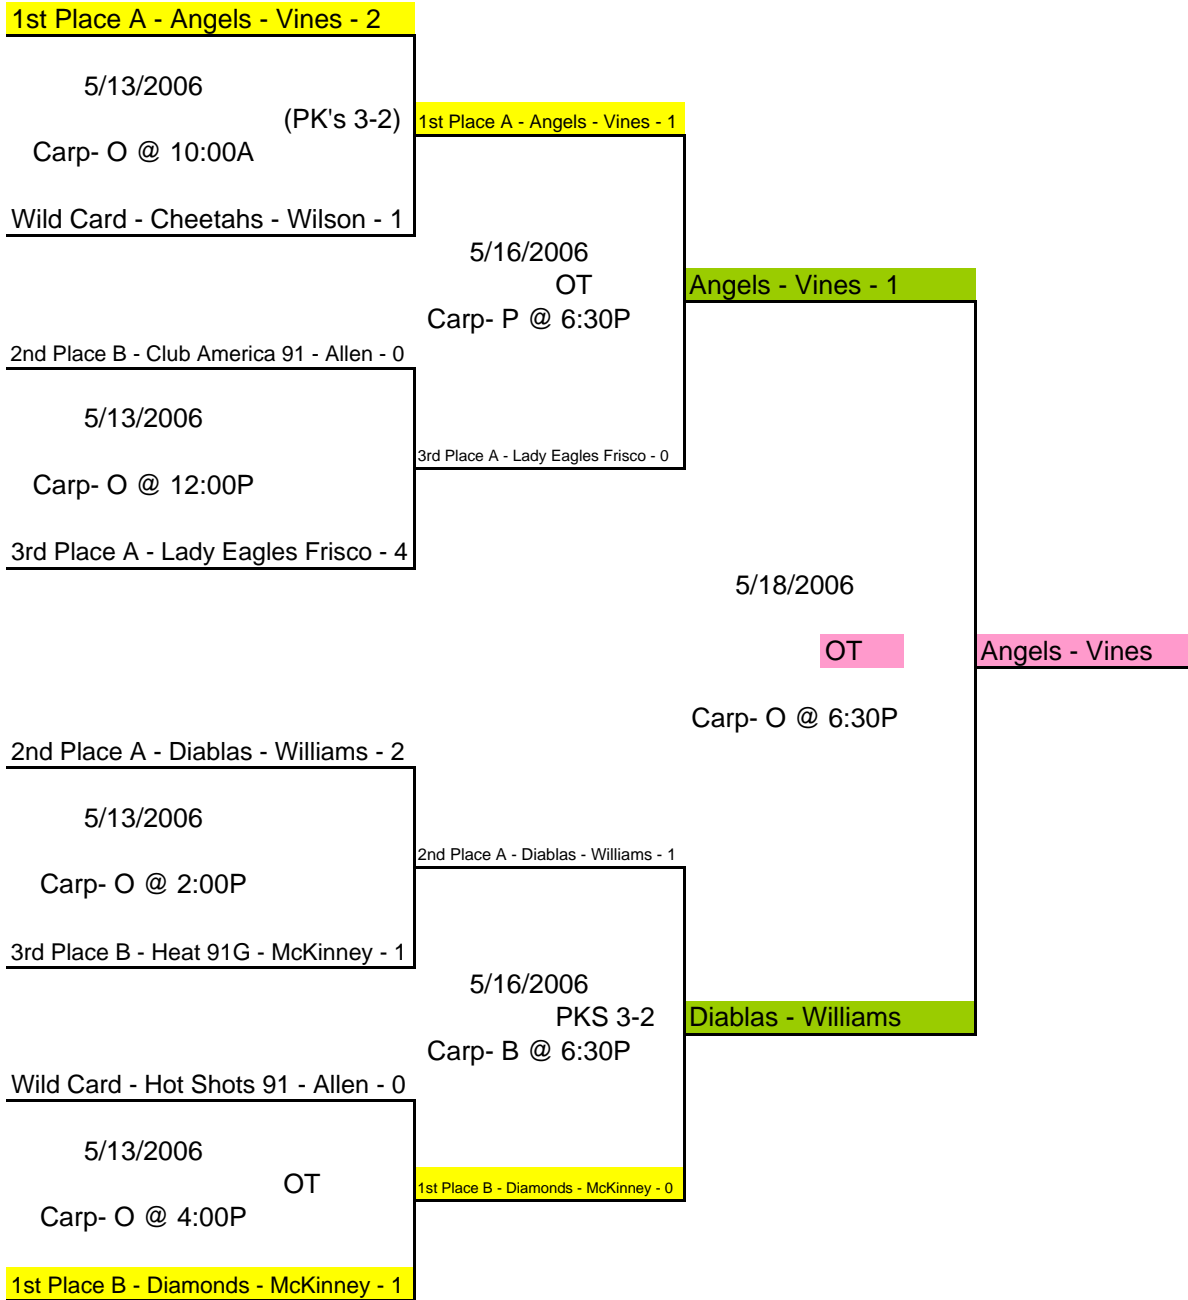 1st Place A - Angels - Vines - 2
5/13/2006
(PK's 3-2)
Carp- O @ 10:00A
Wild Card - Cheetahs - Wilson - 1
1st Place A - Angels - Vines - 1
5/16/2006
OT
Carp- P @ 6:30P
Angels - Vines - 1
2nd Place B - Club America 91 - Allen - 0
5/13/2006
Carp- O @ 12:00P
3rd Place A - Lady Eagles Frisco - 4
3rd Place A - Lady Eagles Frisco - 0
5/18/2006
OT
Carp- O @ 6:30P
Angels - Vines
2nd Place A - Diablas - Williams - 2
5/13/2006
Carp- O @ 2:00P
3rd Place B - Heat 91G - McKinney - 1
2nd Place A - Diablas - Williams - 1
5/16/2006
PKS 3-2
Carp- B @ 6:30P
Diablas - Williams
Wild Card - Hot Shots 91 - Allen - 0
5/13/2006
OT
Carp- O @ 4:00P
1st Place B - Diamonds - McKinney - 1
1st Place B - Diamonds - McKinney - 0